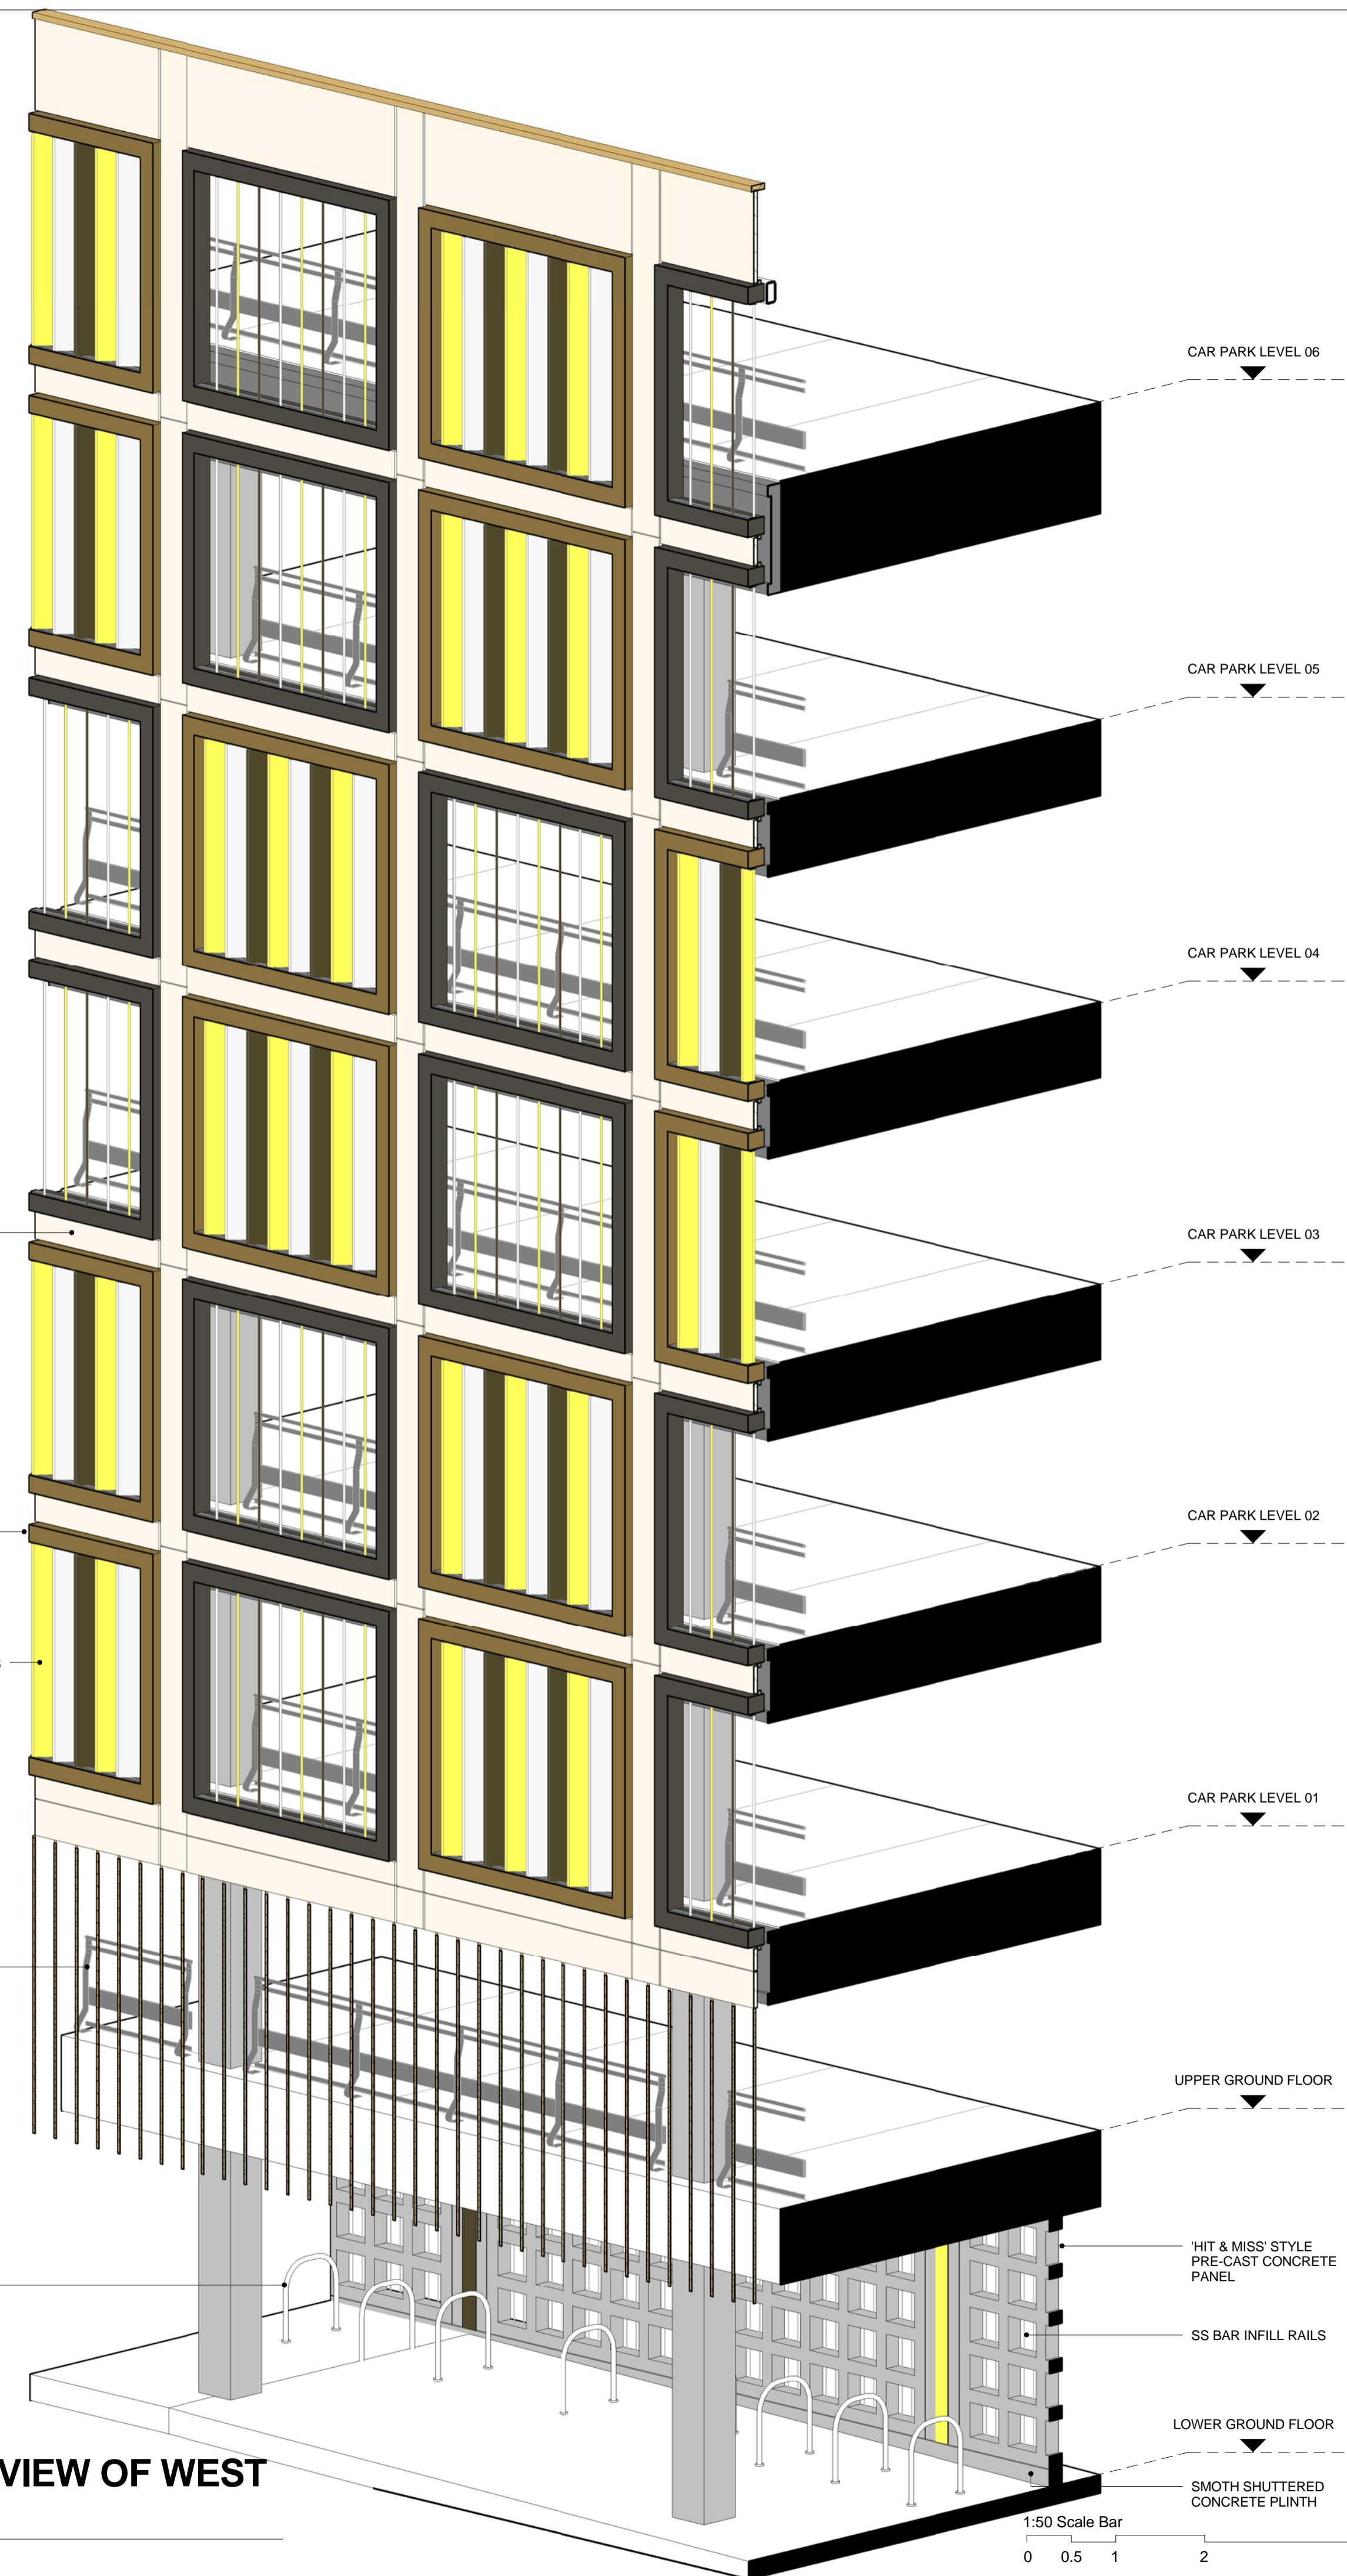 CAR PARK LEVEL 06
CAR PARK LEVEL 05
CAR PARK LEVEL 04
CAR PARK LEVEL 03
CAR PARK LEVEL 02
CAR PARK LEVEL 01
UPPER GROUND FLOOR
'HIT & MISS' STYLE
PRE-CAST CONCRETE
PANEL
SS BAR INFILL RAILS
LOWER GROUND FLOOR
VIEW OF WEST
SMOTH SHUTTERED
CONCRETE PLINTH
1:50 Scale Bar
0 0.5 1 2